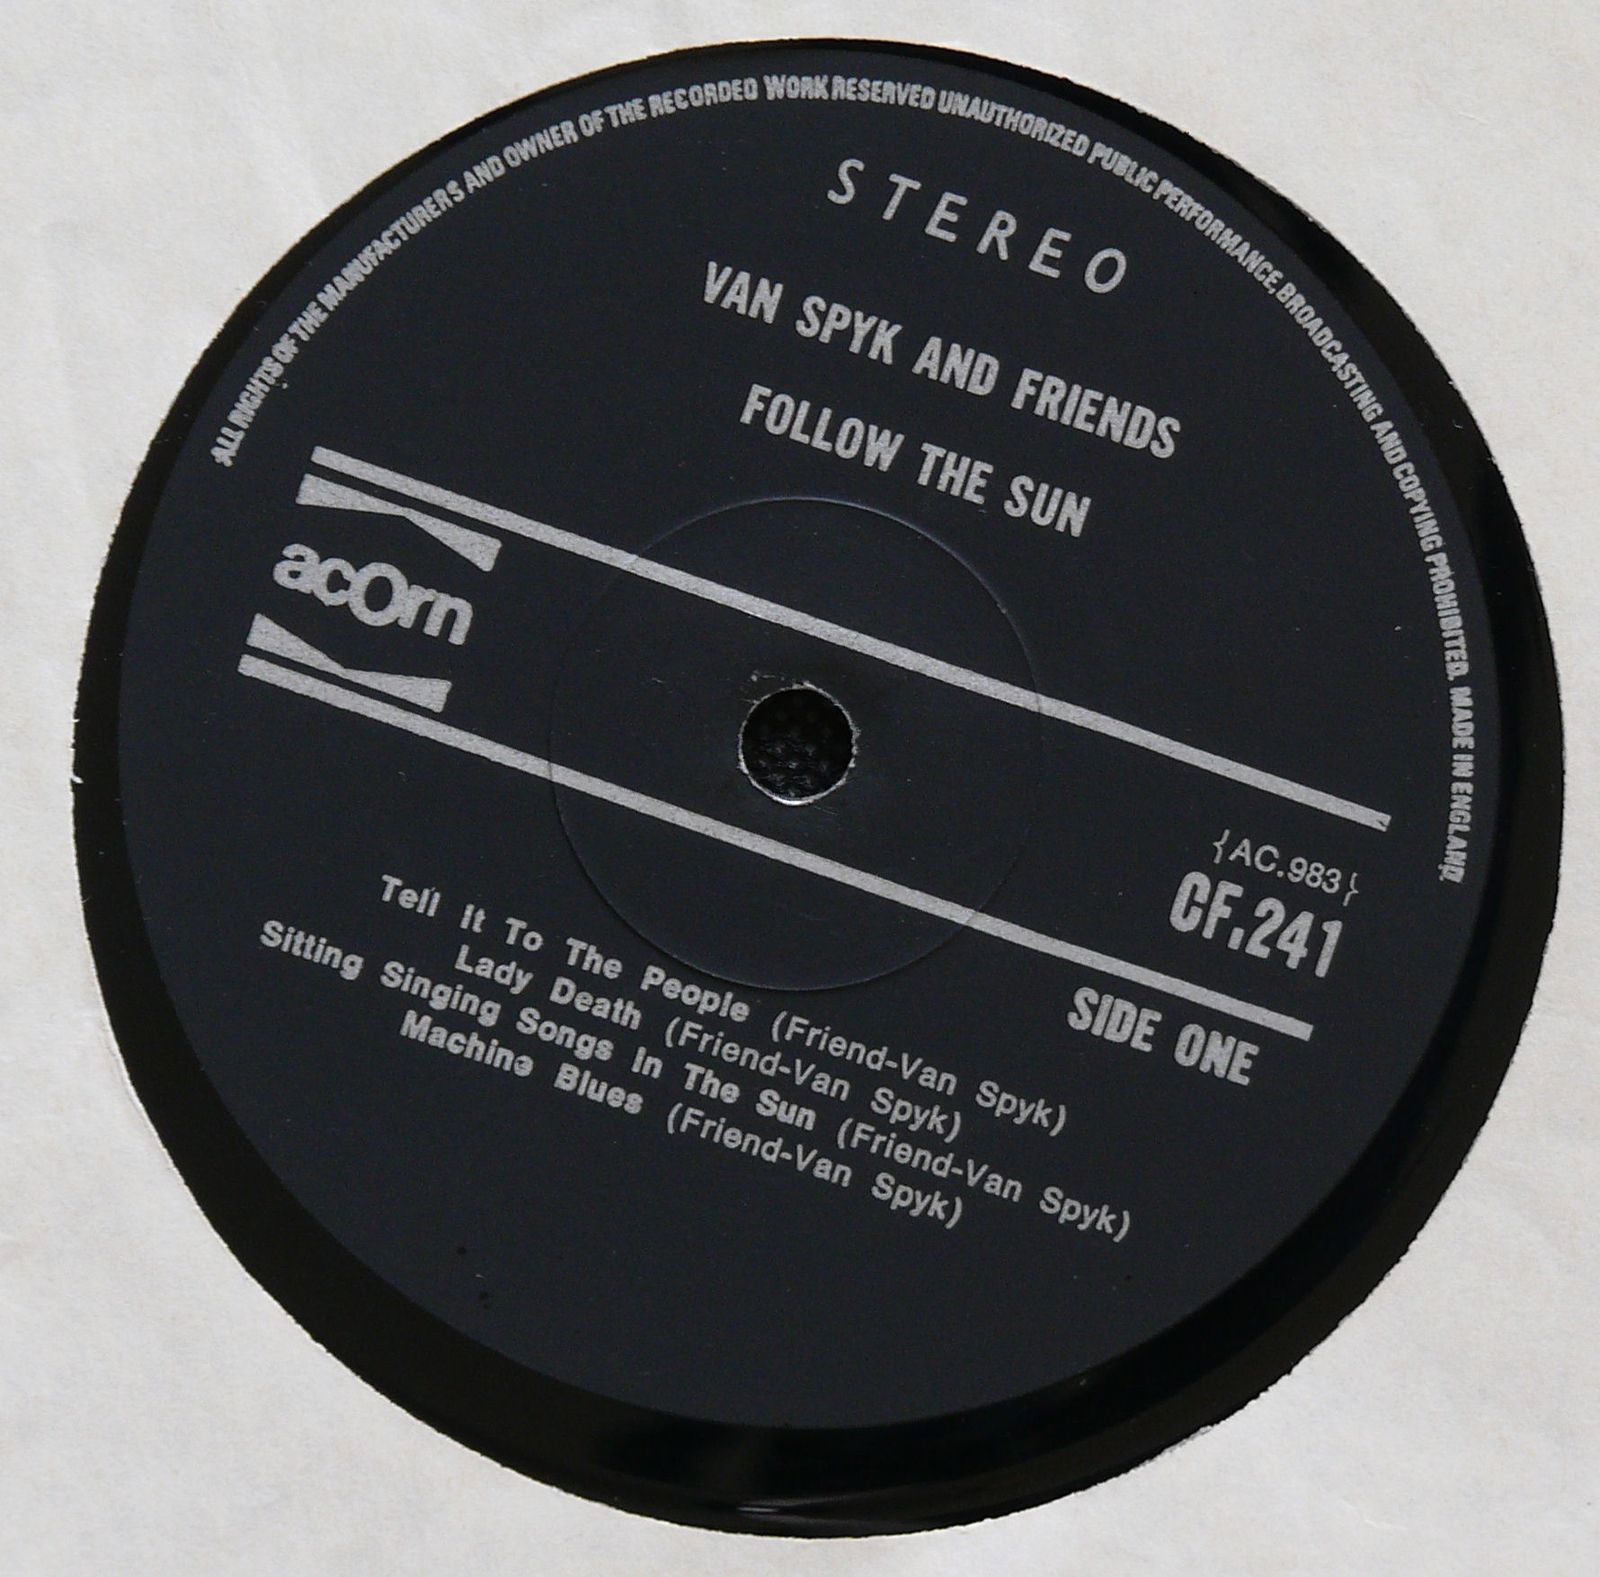 ALL RIGHTS OF THE MANUFACTURERS AND OWNER OF THE RECORDED WORK RESERVED UNAUTHORIZED PUBLIC PERFORMANCE, BROADCASTING AND COPYING PROHIBITED. MADE IN ENGLAND.
STEREO
VAN SPYK AND FRIENDS
FOLLOW THE SUN
acOrn
{AC.983}
CF.241
SIDE ONE
Tell It To The People (Friend-Van Spyk)
Lady Death (Friend-Van Spyk)
Sitting Singing Songs In The Sun (Friend-Van Spyk)
Machine Blues (Friend-Van Spyk)